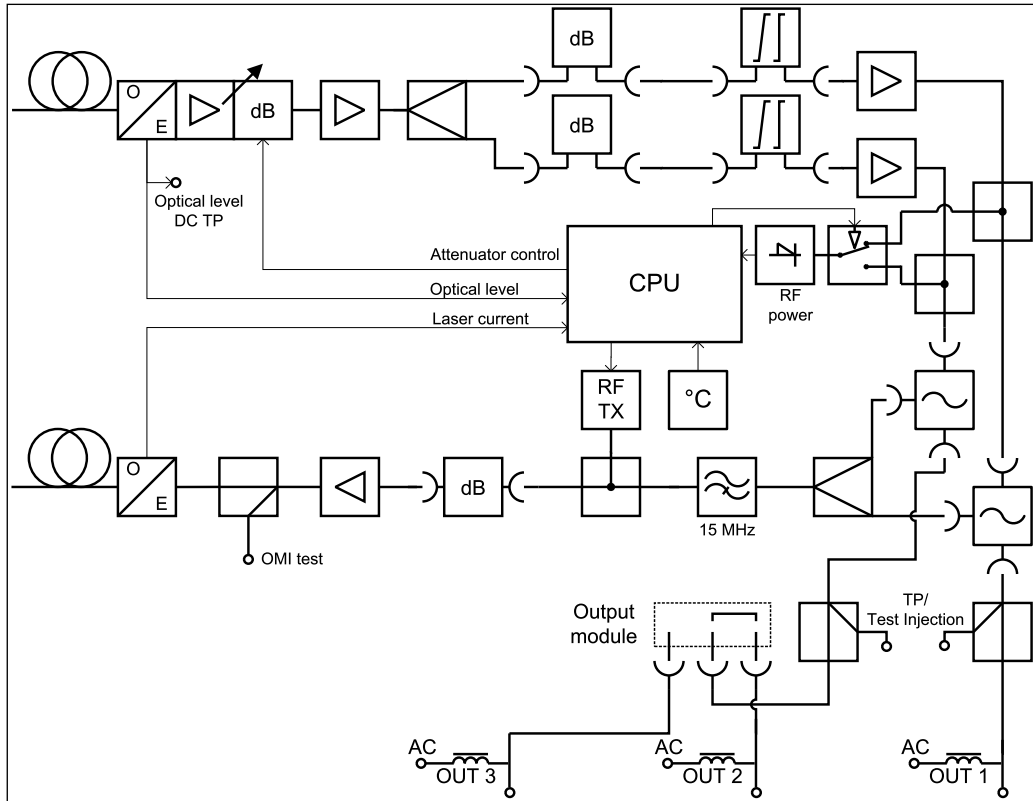 dB
O
E
dB
dB
Optical level
DC TP
Attenuator control
CPU
RF
power
Optical level
Laser current
RF
TX
°C
O
E
dB
15 MHz
OMI test
Output
module
TP/
Test Injection
AC
OUT 3
AC
OUT 2
AC
OUT 1